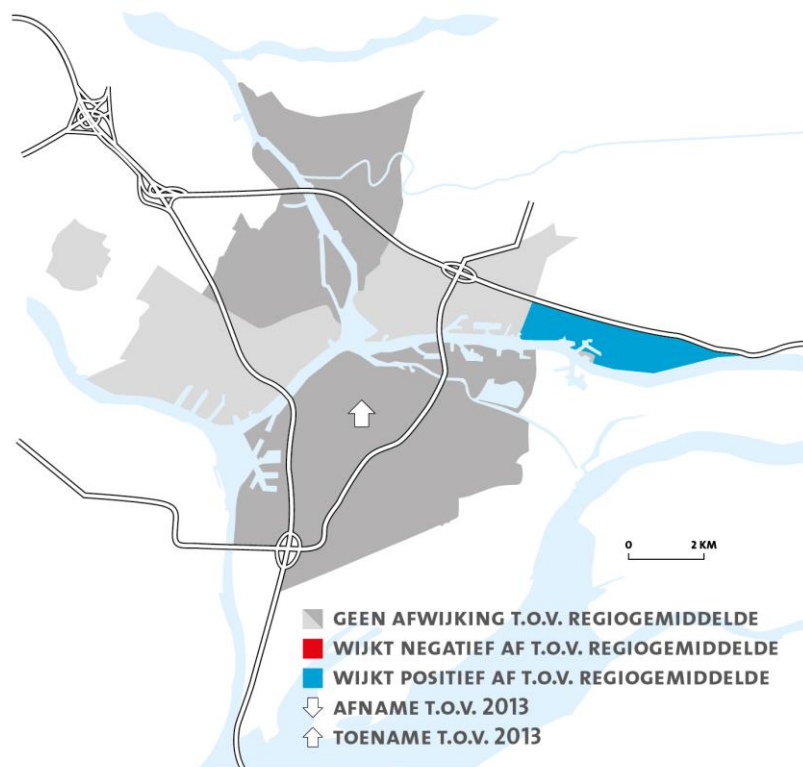 0 2 KM
GEEN AFWIJKING T.O.V. REGIOGEMIDDELDE
WIJKT NEGATIEF AF T.O.V. REGIOGEMIDDELDE
WIJKT POSITIEF AF T.O.V. REGIOGEMIDDELDE
AFNAME T.O.V. 2013
TOENAME T.O.V. 2013